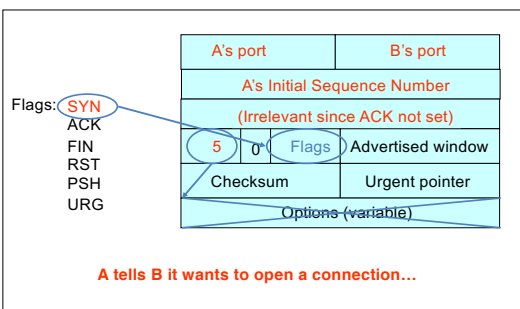 A's port B's port
A's Initial Sequence Number
Flags: SYN
(Irrelevant since ACK not set)
ACK
FIN
5 0 Flags Advertised window
RST
PSH
Checksum Urgent pointer
URG
Options (variable)
A tells B it wants to open a connection...